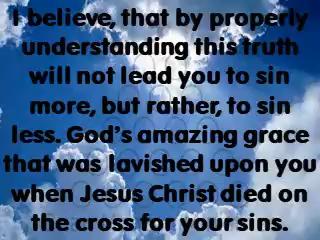 I believe, that by properly
understanding this truth
will not lead you to sin
more, but rather, to sin
less. God's amazing grace
that was lavished upon you
when Jesus Christ died on
the cross for your sins.